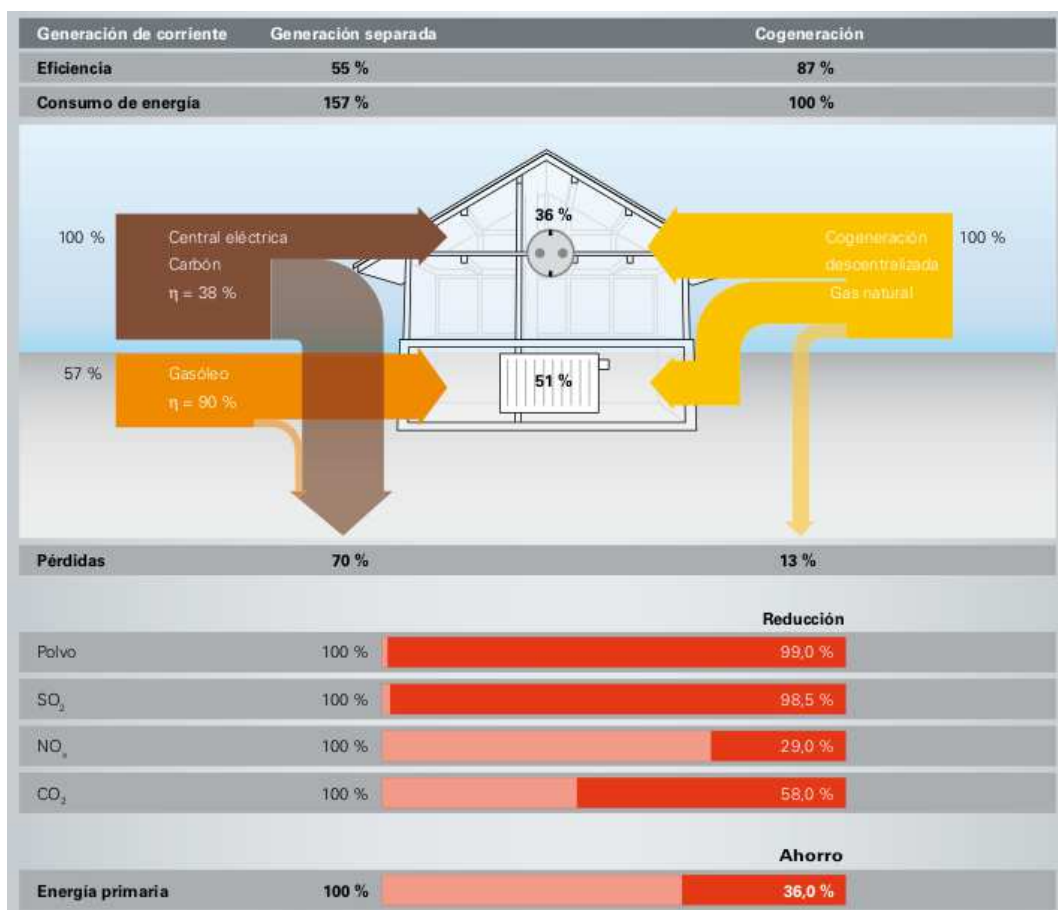 Generación de corriente Generación separada Cogeneración
Eficiencia 55 % 87 %
Consumo de energía 157 % 100 %
36 %
100 % Central eléctrica Cogeneración 100 %
Carbón descentralizada
η = 38 % Gas natural
57 % Gasóleo
51 %
η = 90 %
Pérdidas 70 % 13 %
Reducción
Polvo 100 % 99,0 %
SO₂ 100 % 98,5 %
NOₓ 100 % 29,0 %
CO₂ 100 % 58,0 %
Ahorro
Energía primaria 100 % 36,0 %